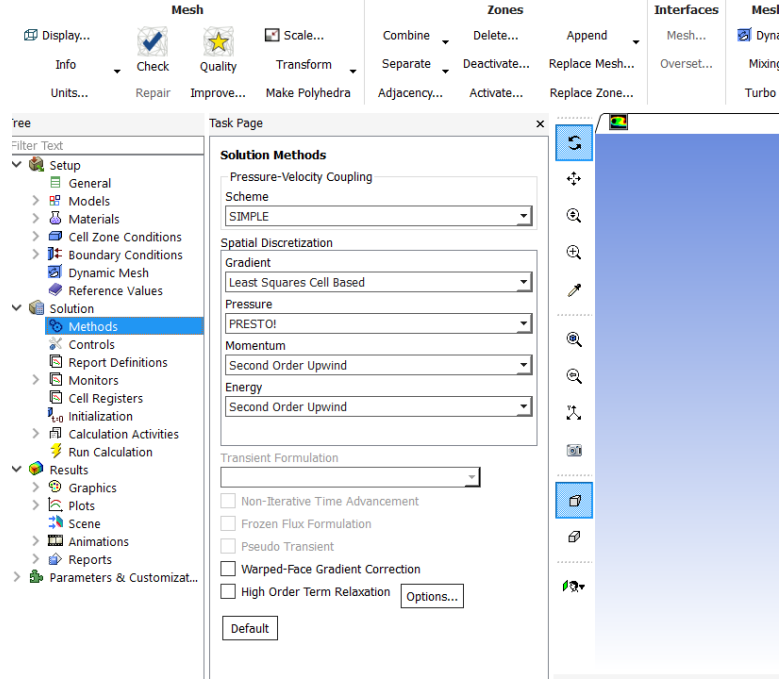 Mesh Zones Interfaces Mesh
Display... Scale... Combine Delete... Append Mesh... Dyna
Info Check Quality Transform Separate Deactivate... Replace Mesh... Overset... Mixing
Units... Repair Improve... Make Polyhedra Adjacency... Activate... Replace Zone... Turbo
Tree
Task Page
Filter Text
Setup
General
Models
Materials
Cell Zone Conditions
Boundary Conditions
Dynamic Mesh
Reference Values
Solution
Methods
Controls
Report Definitions
Monitors
Cell Registers
t=0 Initialization
Calculation Activities
Run Calculation
Results
Graphics
Plots
Scene
Animations
Reports
Parameters & Customizat...
Solution Methods
Pressure-Velocity Coupling
Scheme
SIMPLE
Spatial Discretization
Gradient
Least Squares Cell Based
Pressure
PRESTO!
Momentum
Second Order Upwind
Energy
Second Order Upwind
Transient Formulation
Non-Iterative Time Advancement
Frozen Flux Formulation
Pseudo Transient
Warped-Face Gradient Correction
High Order Term Relaxation Options...
Default